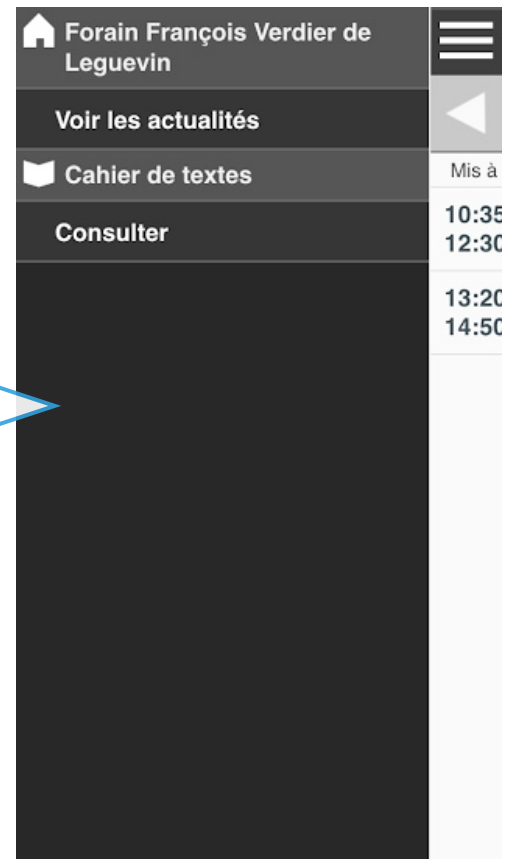 Forain François Verdier de
Leguevin
Voir les actualités
Cahier de textes
Consulter
Mis à
10:35
12:30
13:20
14:50